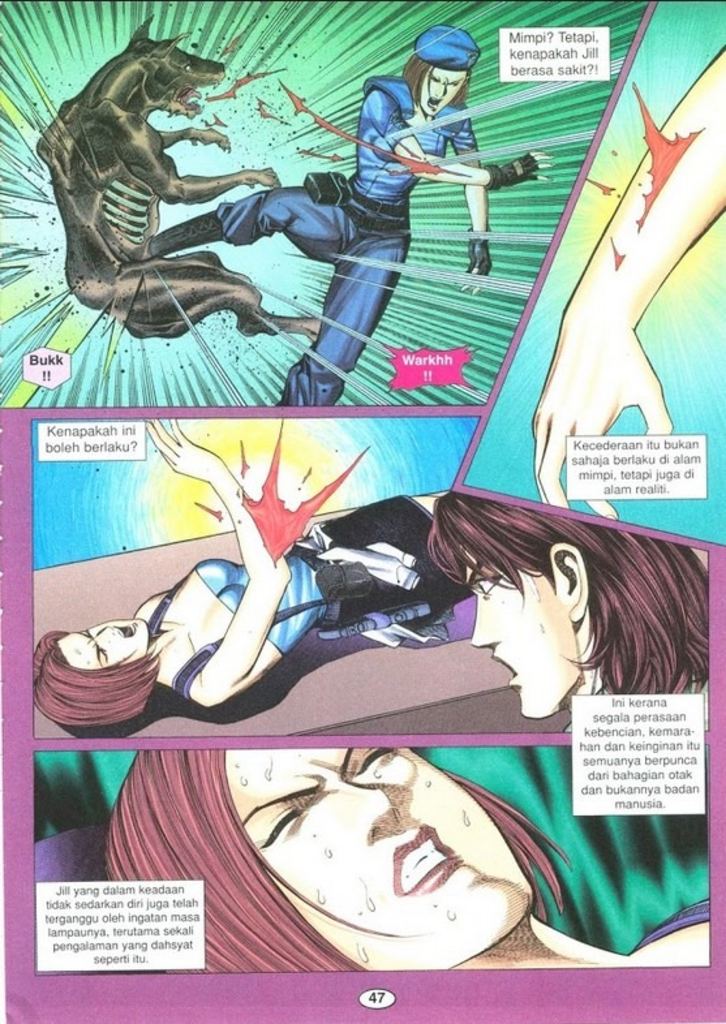 Mimpi? Tetapi,
kenapakah Jill
berasa sakit?!
Bukk
!!
Warkhh
!!
Kecederaan itu bukan
sahaja berlaku di alam
mimpi, tetapi juga di
alam realiti.
Kenapakah ini
boleh berlaku?
Ini kerana
segala perasaan
kebencian, kemara-
han dan keinginan itu
semuanya berpunca
dari bahagian otak
dan bukannya badan
manusia.
Jill yang dalam keadaan
tidak sedarkan diri juga telah
terganggu oleh ingatan masa
lampaunya, terutama sekali
pengalaman yang dahsyat
seperti itu.
47